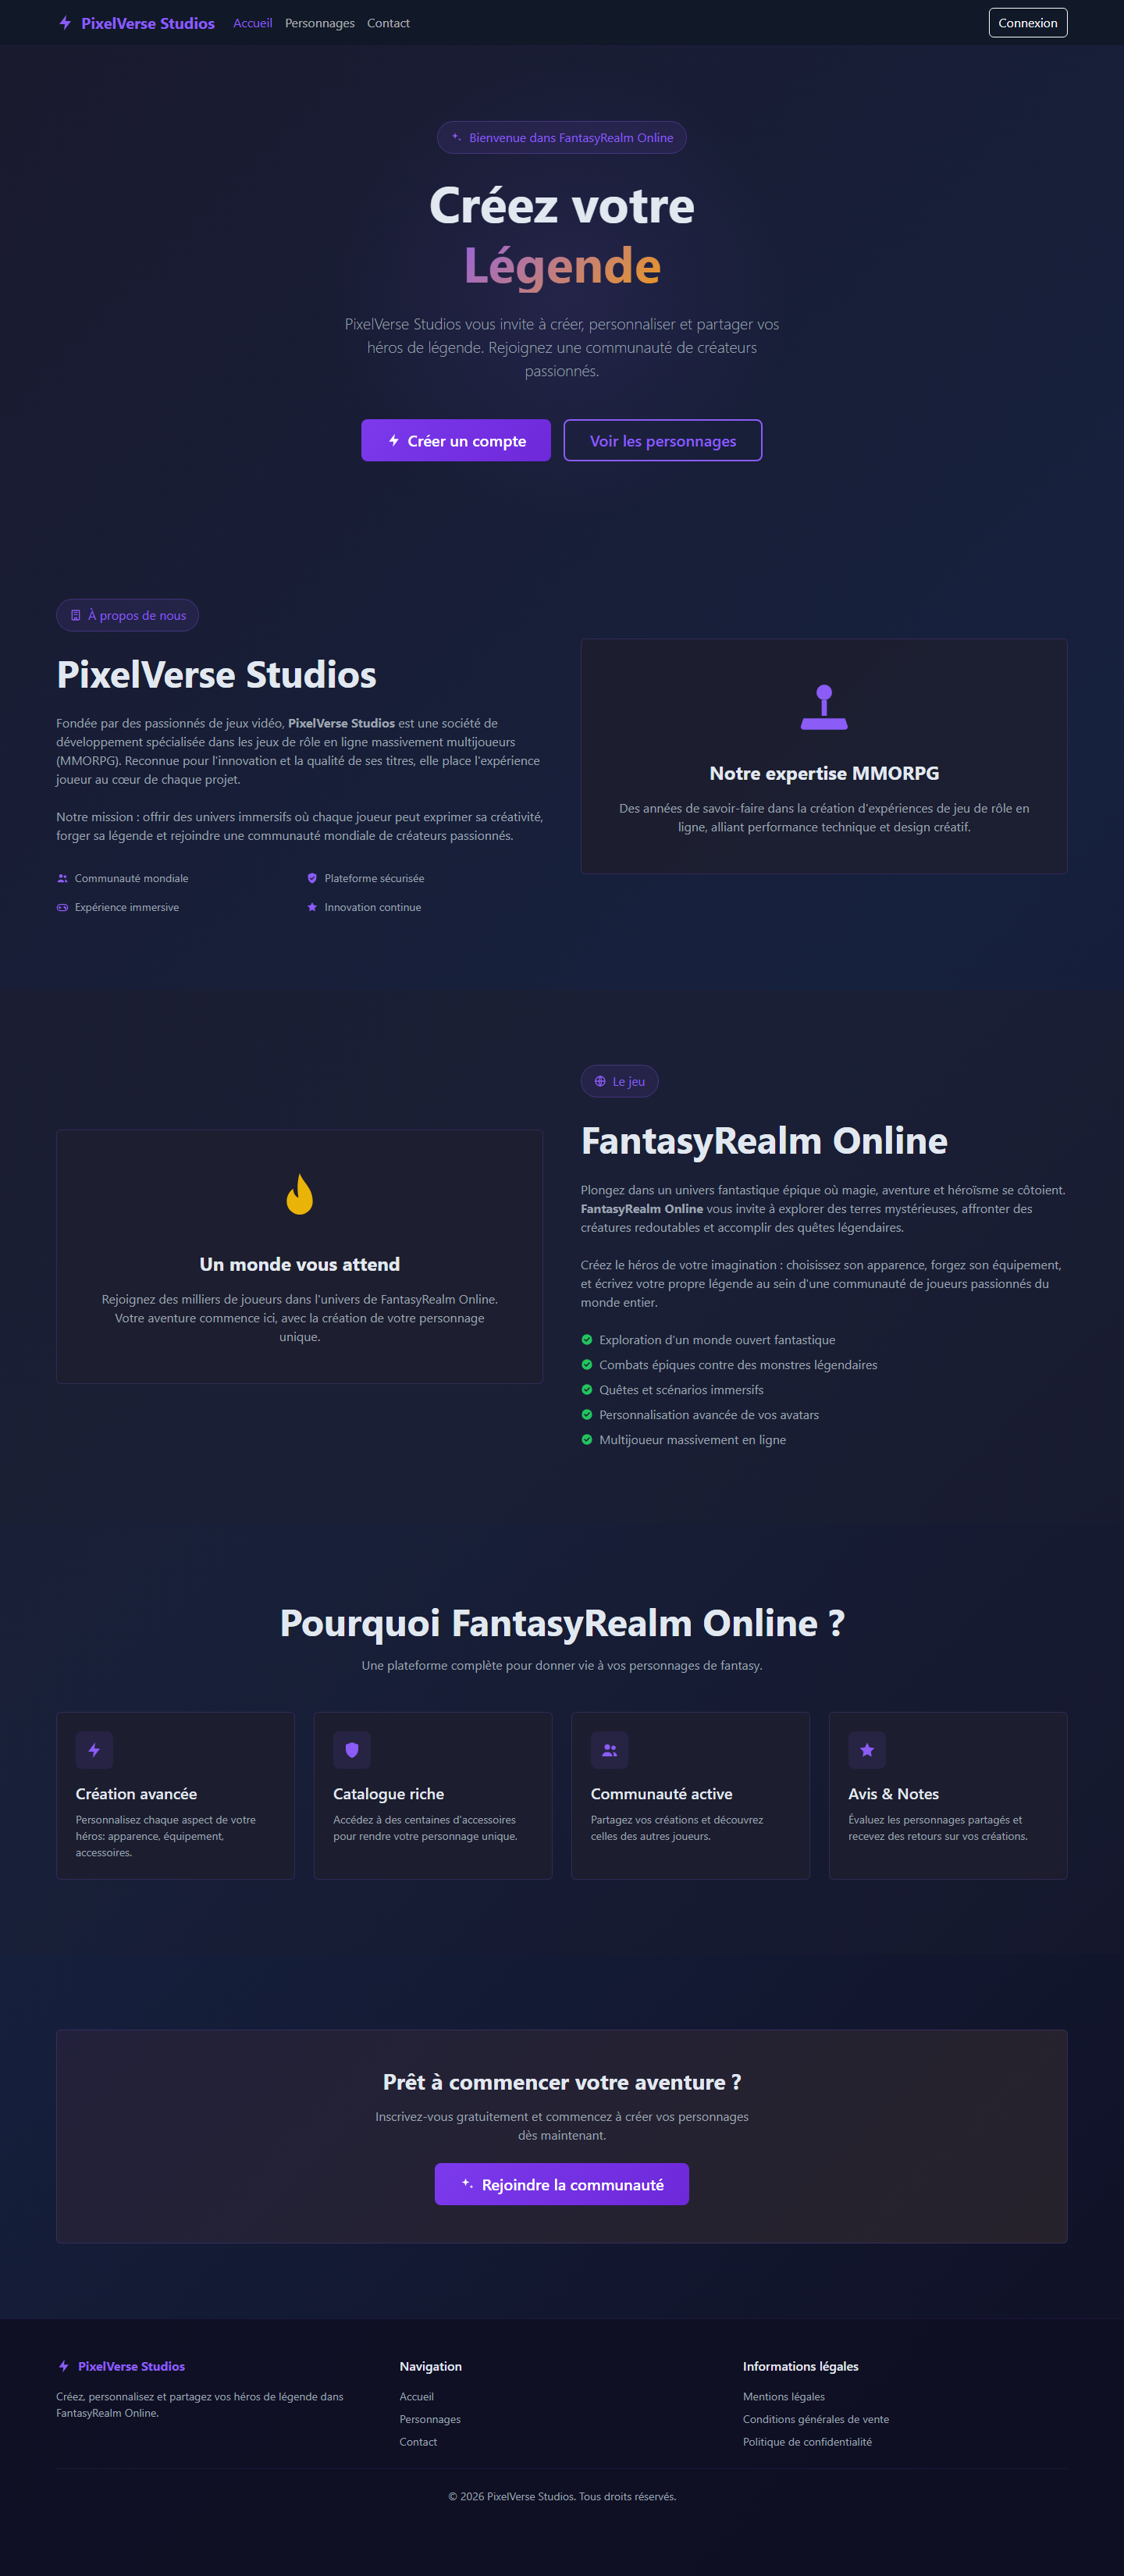 PixelVerse Studios
Accueil
Personnages
Contact
Connexion
Bienvenue dans FantasyRealm Online
Créez votre
Légende
PixelVerse Studios vous invite à créer, personnaliser et partager vos
héros de légende. Rejoignez une communauté de créateurs
passionnés.
Créer un compte
Voir les personnages
À propos de nous
PixelVerse Studios
Fondée par des passionnés de jeux vidéo, PixelVerse Studios est une société de
développement spécialisée dans les jeux de rôle en ligne massivement multijoueurs
(MMORPG). Reconnue pour l'innovation et la qualité de ses titres, elle place l'expérience
joueur au cœur de chaque projet.
Notre mission : offrir des univers immersifs où chaque joueur peut exprimer sa créativité,
forger sa légende et rejoindre une communauté mondiale de créateurs passionnés.
Communauté mondiale
Plateforme sécurisée
Expérience immersive
Innovation continue
Notre expertise MMORPG
Des années de savoir-faire dans la création d'expériences de jeu de rôle en
ligne, alliant performance technique et design créatif.
Un monde vous attend
Rejoignez des milliers de joueurs dans l'univers de FantasyRealm Online.
Votre aventure commence ici, avec la création de votre personnage
unique.
Le jeu
FantasyRealm Online
Plongez dans un univers fantastique épique où magie, aventure et héroïsme se côtoient.
FantasyRealm Online vous invite à explorer des terres mystérieuses, affronter des
créatures redoutables et accomplir des quêtes légendaires.
Créez le héros de votre imagination : choisissez son apparence, forgez son équipement,
et écrivez votre propre légende au sein d'une communauté de joueurs passionnés du
monde entier.
Exploration d'un monde ouvert fantastique
Combats épiques contre des monstres légendaires
Quêtes et scénarios immersifs
Personnalisation avancée de vos avatars
Multijoueur massivement en ligne
Pourquoi FantasyRealm Online ?
Une plateforme complète pour donner vie à vos personnages de fantasy.
Création avancée
Personnalisez chaque aspect de votre
héros: apparence, équipement,
accessoires.
Catalogue riche
Accédez à des centaines d'accessoires
pour rendre votre personnage unique.
Communauté active
Partagez vos créations et découvrez
celles des autres joueurs.
Avis & Notes
Évaluez les personnages partagés et
recevez des retours sur vos créations.
Prêt à commencer votre aventure ?
Inscrivez-vous gratuitement et commencez à créer vos personnages
dès maintenant.
Rejoindre la communauté
PixelVerse Studios
Créez, personnalisez et partagez vos héros de légende dans
FantasyRealm Online.
Navigation
Accueil
Personnages
Contact
Informations légales
Mentions légales
Conditions générales de vente
Politique de confidentialité
© 2026 PixelVerse Studios. Tous droits réservés.